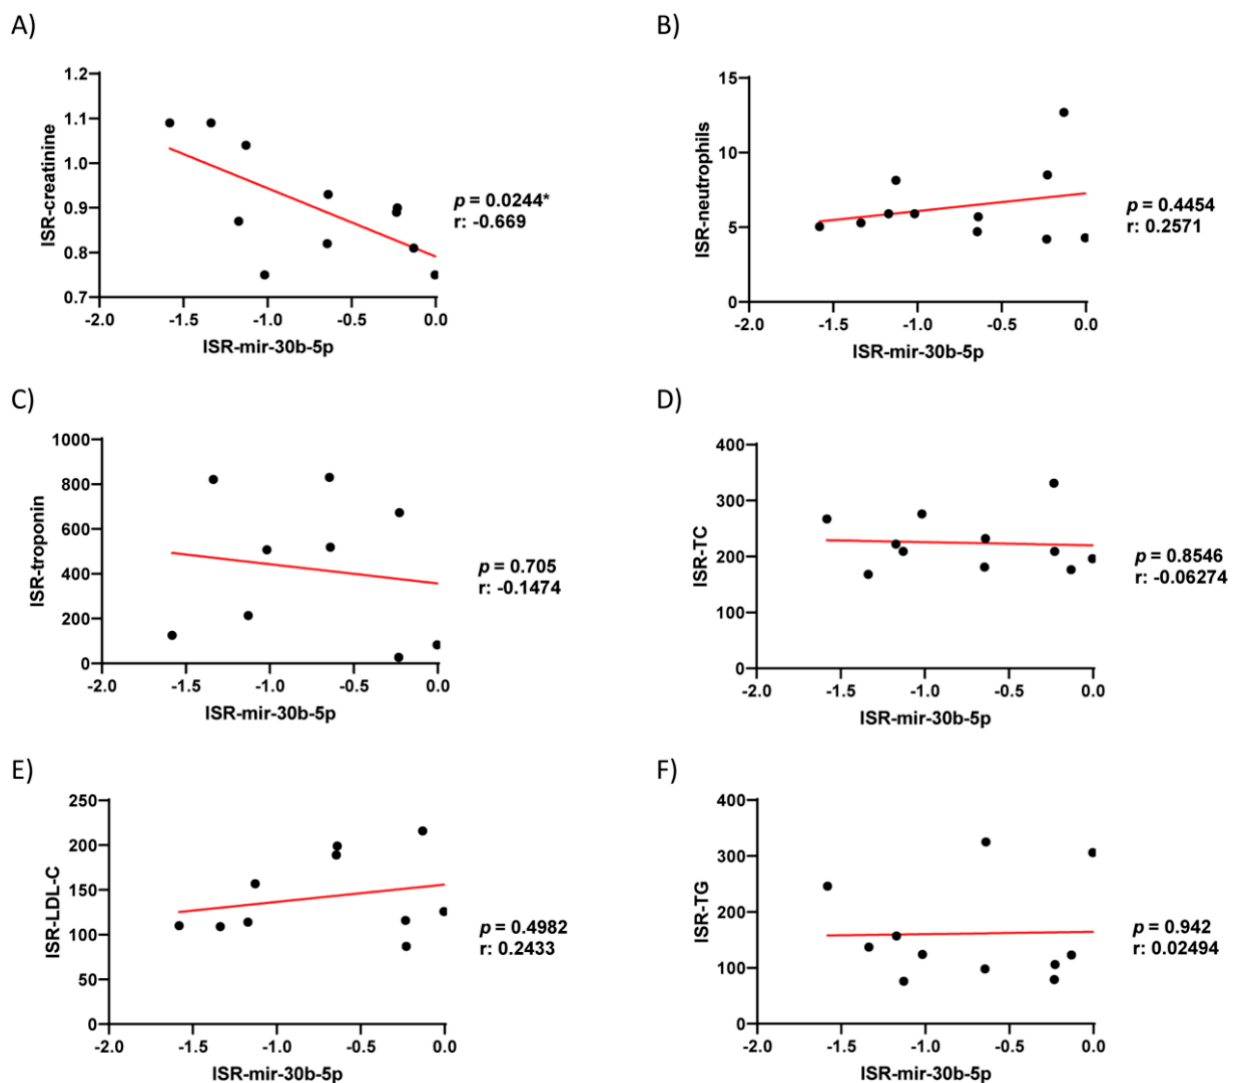 A)
1.2
1.1
1.0
0.9
0.8
0.7
-2.0 -1.5 -1.0 -0.5 0.0
ISR-creatinine
ISR-mir-30b-5p
p = 0.0244*
r: -0.669
B)
15
10
5
0
-2.0 -1.5 -1.0 -0.5 0.0
ISR-neutrophils
ISR-mir-30b-5p
p = 0.4454
r: 0.2571
C)
1000
800
600
400
200
0
-2.0 -1.5 -1.0 -0.5 0.0
ISR-troponin
ISR-mir-30b-5p
p = 0.705
r: -0.1474
D)
400
300
200
100
0
-2.0 -1.5 -1.0 -0.5 0.0
ISR-TC
ISR-mir-30b-5p
p = 0.8546
r: -0.06274
E)
250
200
150
100
50
0
-2.0 -1.5 -1.0 -0.5 0.0
ISR-LDL-C
ISR-mir-30b-5p
p = 0.4982
r: 0.2433
F)
400
300
200
100
0
-2.0 -1.5 -1.0 -0.5 0.0
ISR-TG
ISR-mir-30b-5p
p = 0.942
r: 0.02494